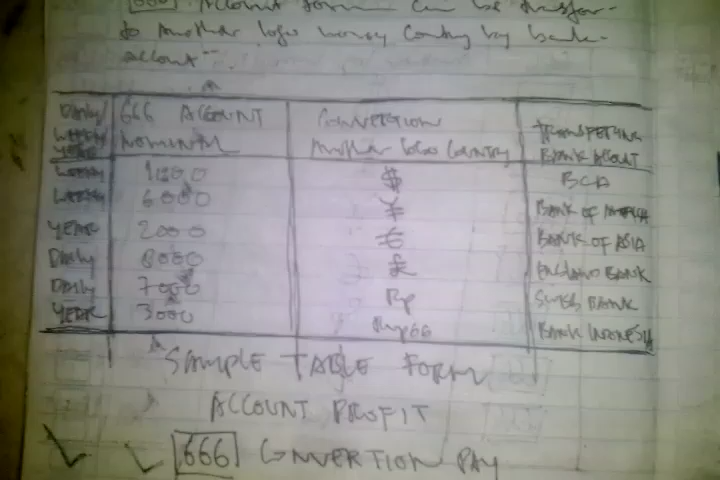 666 Account form can be transfor-
to Another logo money Country by bank-
account".
Daily/ 666 ACCOUNT CONVERTION TRANSFERING
WEEKLY NOMINAL Another logo Country BANK ACCOUNT
YEAR
WEEKLY 1000 $ BCA
WEEKLY 6000 ¥ BANK OF
YEAR 2000 € BANK OF ASIA
Daily 8000 £ ENGLAND BANK
Daily 7000 Rp SWISS BANK
YEAR 3000 BANK INDONESIA
SAMPLE TABLE FORM
ACCOUNT PROFIT
666 CONVERTION PAY